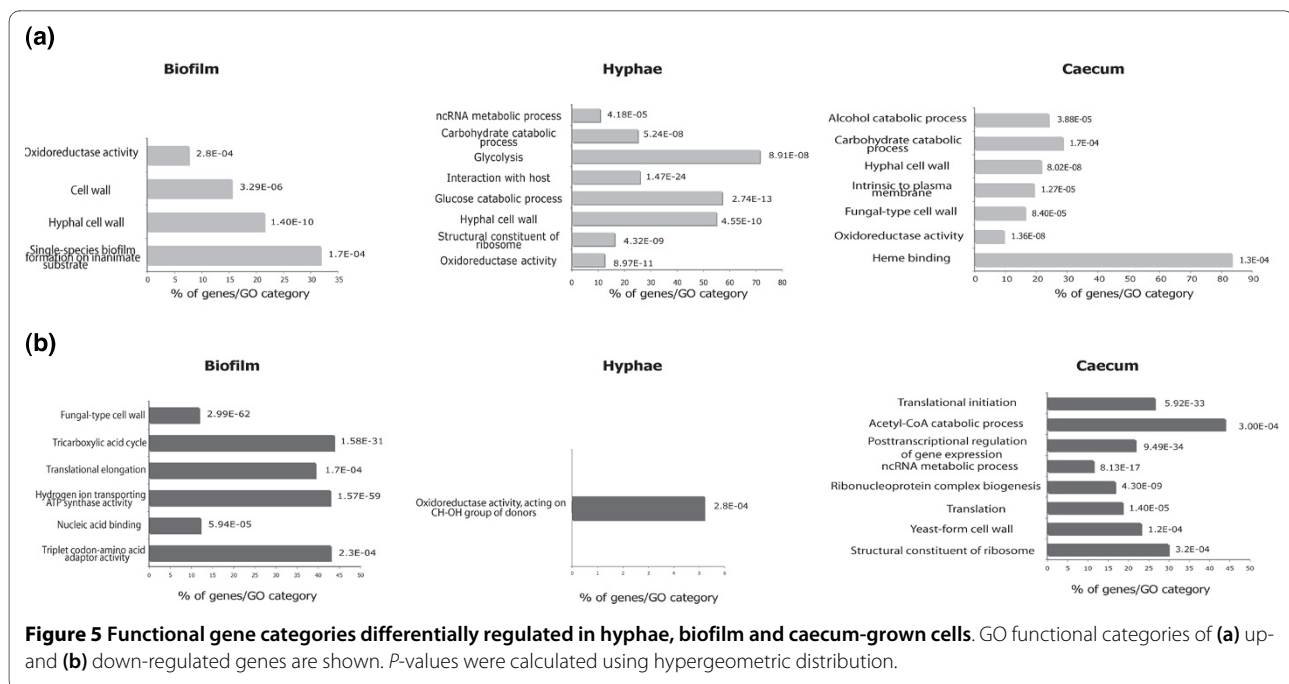 (a)
Biofilm
Oxidoreductase activity
2.8E-04
Cell wall
3.29E-06
Hyphal cell wall
1.40E-10
Single-species biofilm
formation on inanimate
substrate
1.7E-04
0 5 10 15 20 25 30 35
% of genes/GO category
Hyphae
ncRNA metabolic process
4.18E-05
Carbohydrate catabolic
process
5.24E-08
Glycolysis
8.91E-08
Interaction with host
1.47E-24
Glucose catabolic process
2.74E-13
Hyphal cell wall
4.55E-10
Structural constituent of
ribosome
4.32E-09
Oxidoreductase activity
8.97E-11
0 10 20 30 40 50 60 70 80
% of genes/GO category
Caecum
Alcohol catabolic process
3.88E-05
Carbohydrate catabolic
process
1.7E-04
Hyphal cell wall
8.02E-08
Intrinsic to plasma
membrane
1.27E-05
Fungal-type cell wall
8.40E-05
Oxidoreductase activity
1.36E-08
Heme binding
1.3E-04
0 10 20 30 40 50 60 70 80 90
% of genes/GO category
(b)
Biofilm
Fungal-type cell wall
2.99E-62
Tricarboxylic acid cycle
1.58E-31
Translational elongation
1.7E-04
Hydrogen ion transporting
ATP synthase activity
1.57E-59
Nucleic acid binding
5.94E-05
Triplet codon-amino acid
adaptor activity
2.3E-04
0 5 10 15 20 25 30 35 40 45 50
% of genes/GO category
Hyphae
Oxidoreductase activity, acting on
CH-OH group of donors
2.8E-04
0 1 2 3 4 5 6
% of genes/GO category
Caecum
Translational initiation
5.92E-33
Acetyl-CoA catabolic process
3.00E-04
Posttranscriptional regulation
of gene expression
9.49E-34
ncRNA metabolic process
8.13E-17
Ribonucleoprotein complex biogenesis
4.30E-09
Translation
1.40E-05
Yeast-form cell wall
1.2E-04
Structural constituent of ribosome
3.2E-04
0 5 10 15 20 25 30 35 40 45 50
% of genes/GO category
Figure 5 Functional gene categories differentially regulated in hyphae, biofilm and caecum-grown cells. GO functional categories of (a) up-
and (b) down-regulated genes are shown. P-values were calculated using hypergeometric distribution.